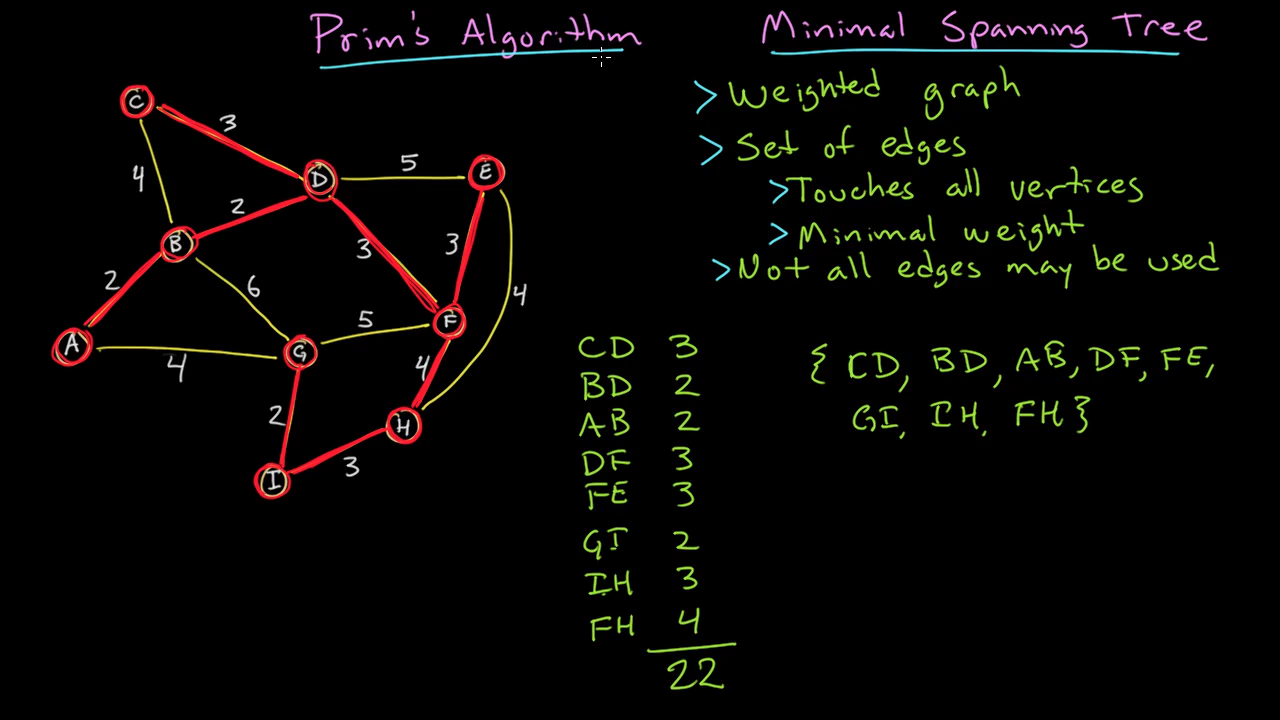 Prim's Algorithm
Minimal Spanning Tree
> Weighted graph
> Set of edges
> Touches all vertices
> Minimal weight
> Not all edges may be used
C
3
D
5
E
4
2
B
3
3
2
6
4
5
F
A
4
G
4
2
H
3
I
CD 3
BD 2
AB 2
DF 3
FE 3
GI 2
IH 3
FH 4
22
{ CD, BD, AB, DF, FE,
GI, IH, FH }